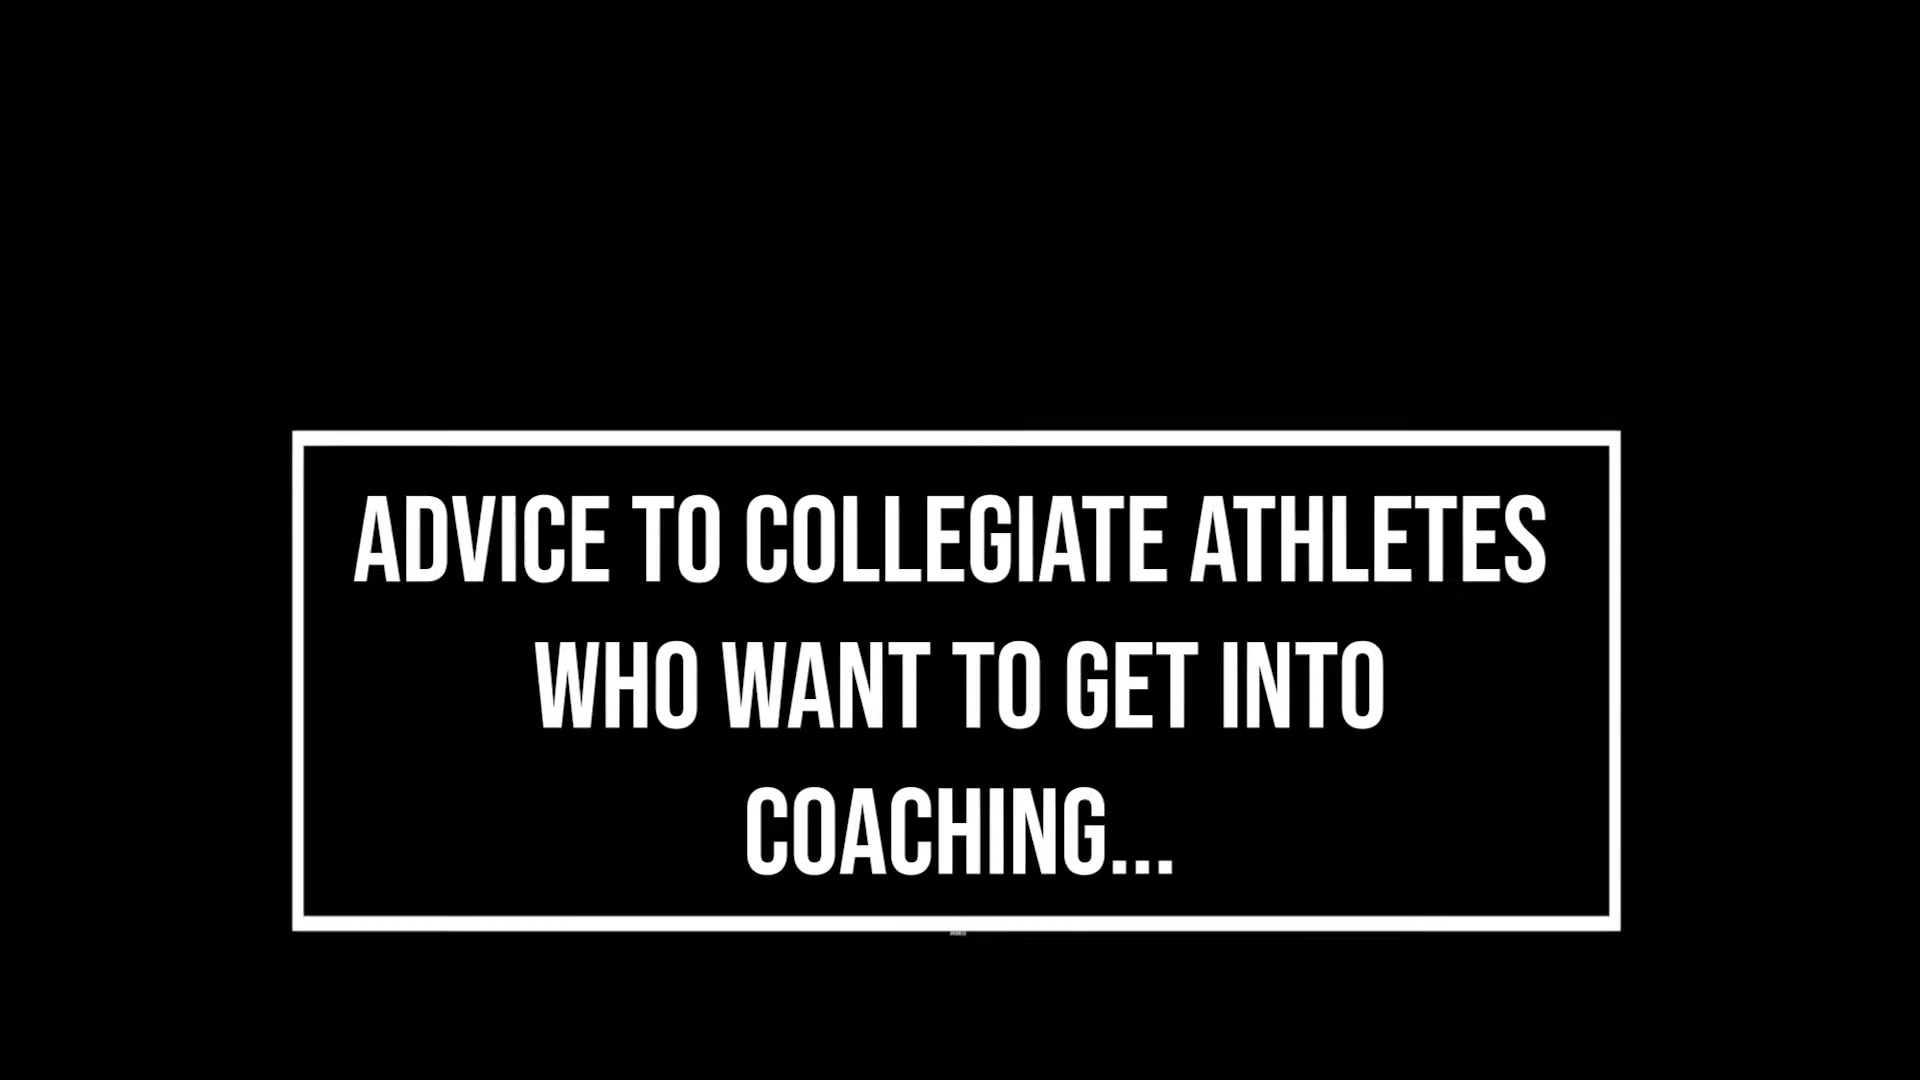 ADVICE TO COLLEGIATE ATHLETES
WHO WANT TO GET INTO
COACHING...